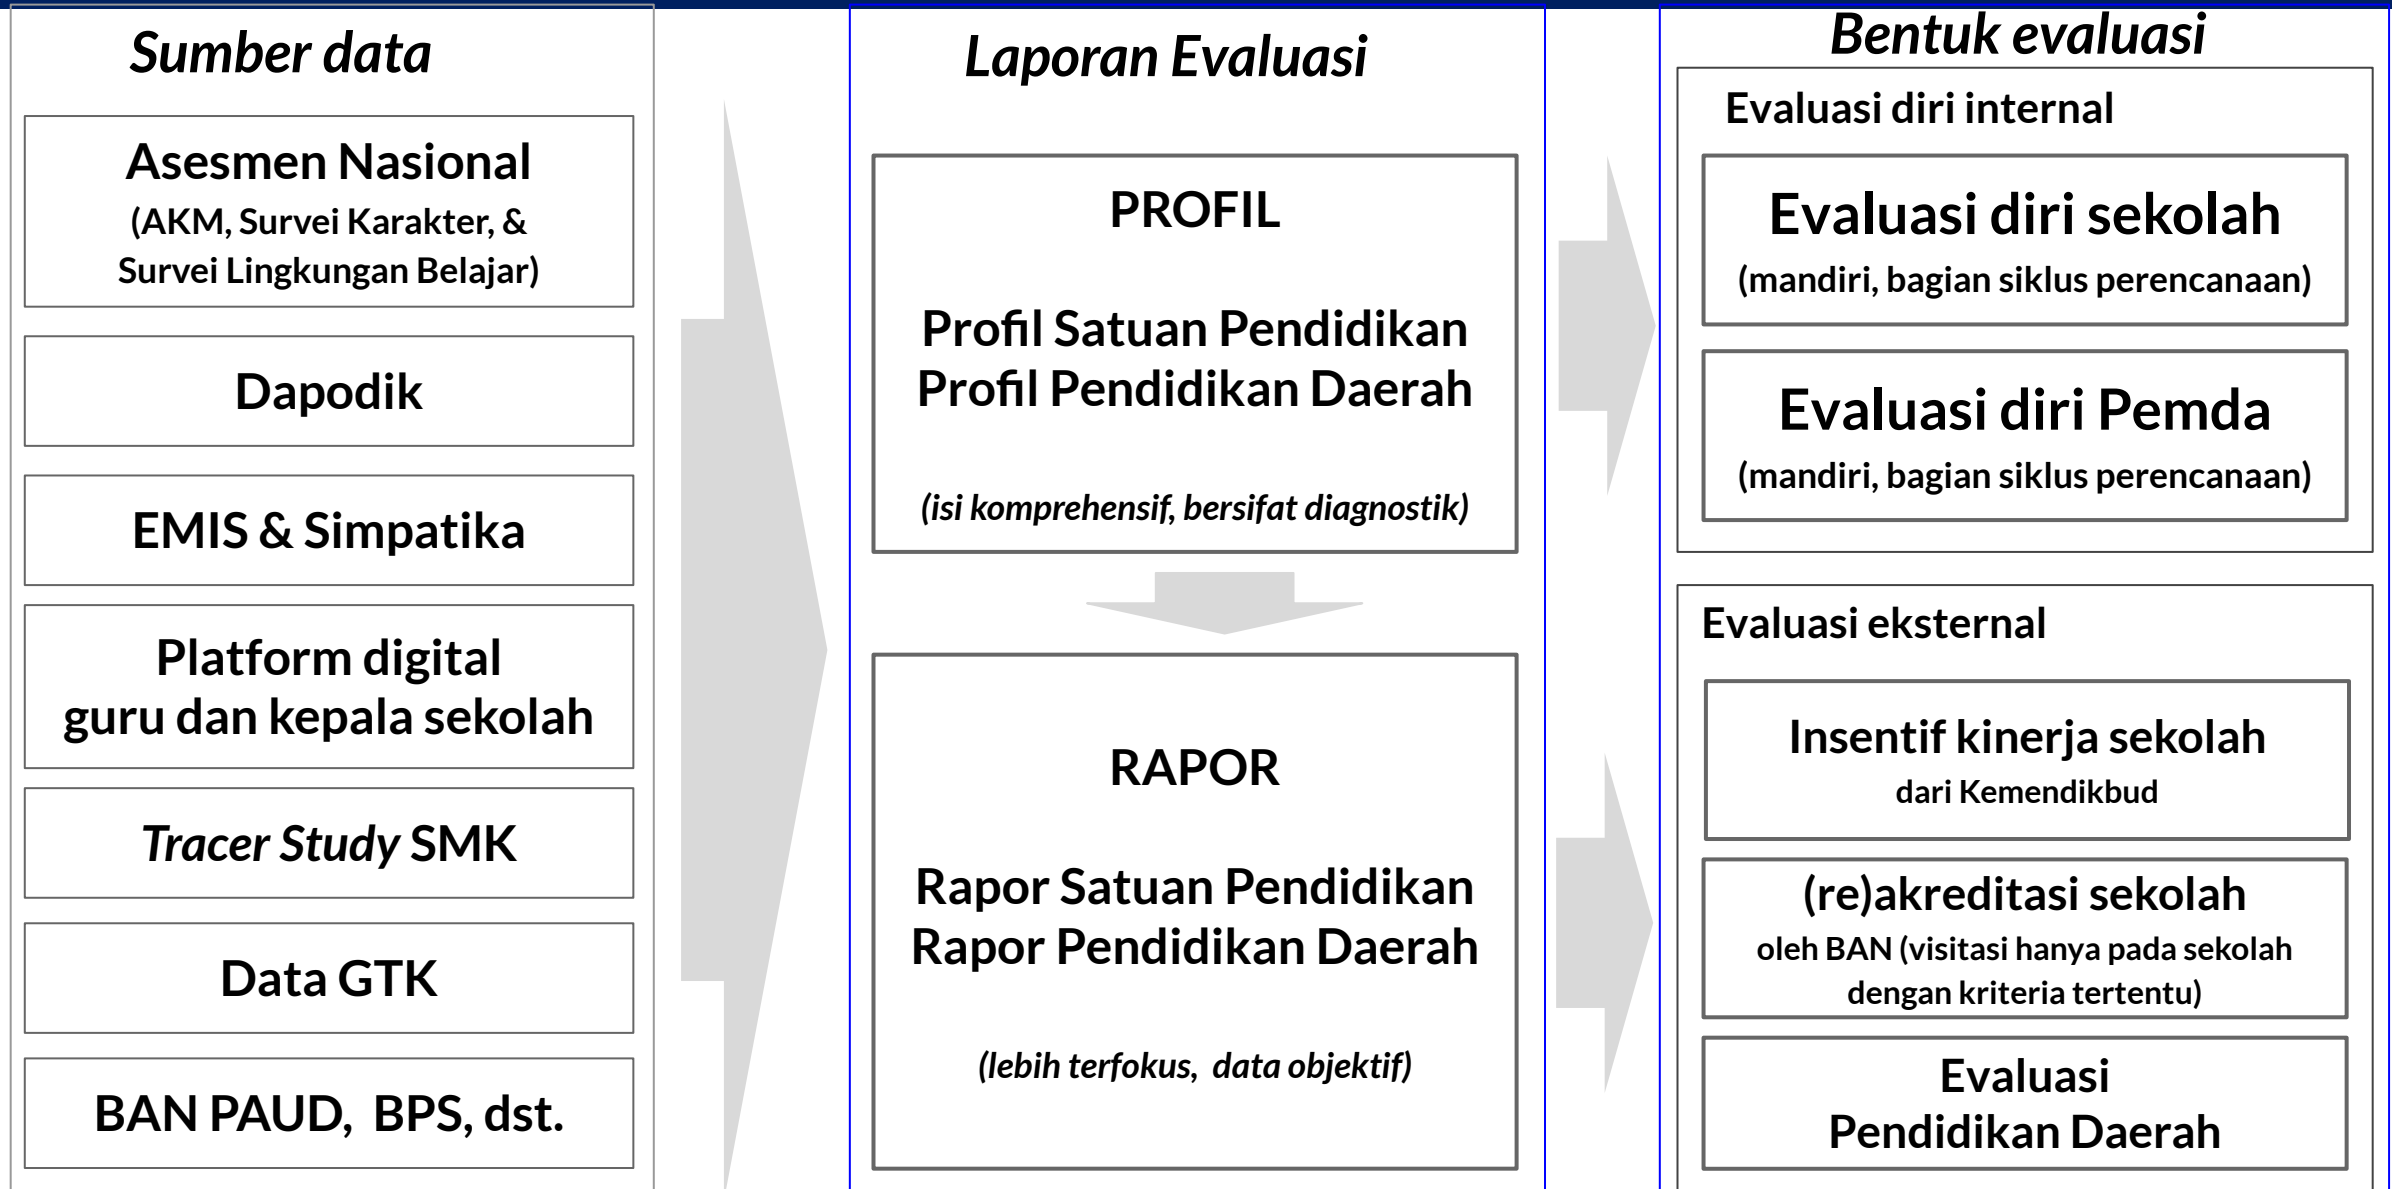 Sumber data
Asesmen Nasional
(AKM, Survei Karakter, &
Survei Lingkungan Belajar)
Dapodik
EMIS & Simpatika
Platform digital
guru dan kepala sekolah
Tracer Study SMK
Data GTK
BAN PAUD, BPS, dst.
Laporan Evaluasi
PROFIL
Profil Satuan Pendidikan
Profil Pendidikan Daerah
(isi komprehensif, bersifat diagnostik)
RAPOR
Rapor Satuan Pendidikan
Rapor Pendidikan Daerah
(lebih terfokus, data objektif)
Bentuk evaluasi
Evaluasi diri internal
Evaluasi diri sekolah
(mandiri, bagian siklus perencanaan)
Evaluasi diri Pemda
(mandiri, bagian siklus perencanaan)
Evaluasi eksternal
Insentif kinerja sekolah
dari Kemendikbud
(re)akreditasi sekolah
oleh BAN (visitasi hanya pada sekolah
dengan kriteria tertentu)
Evaluasi
Pendidikan Daerah